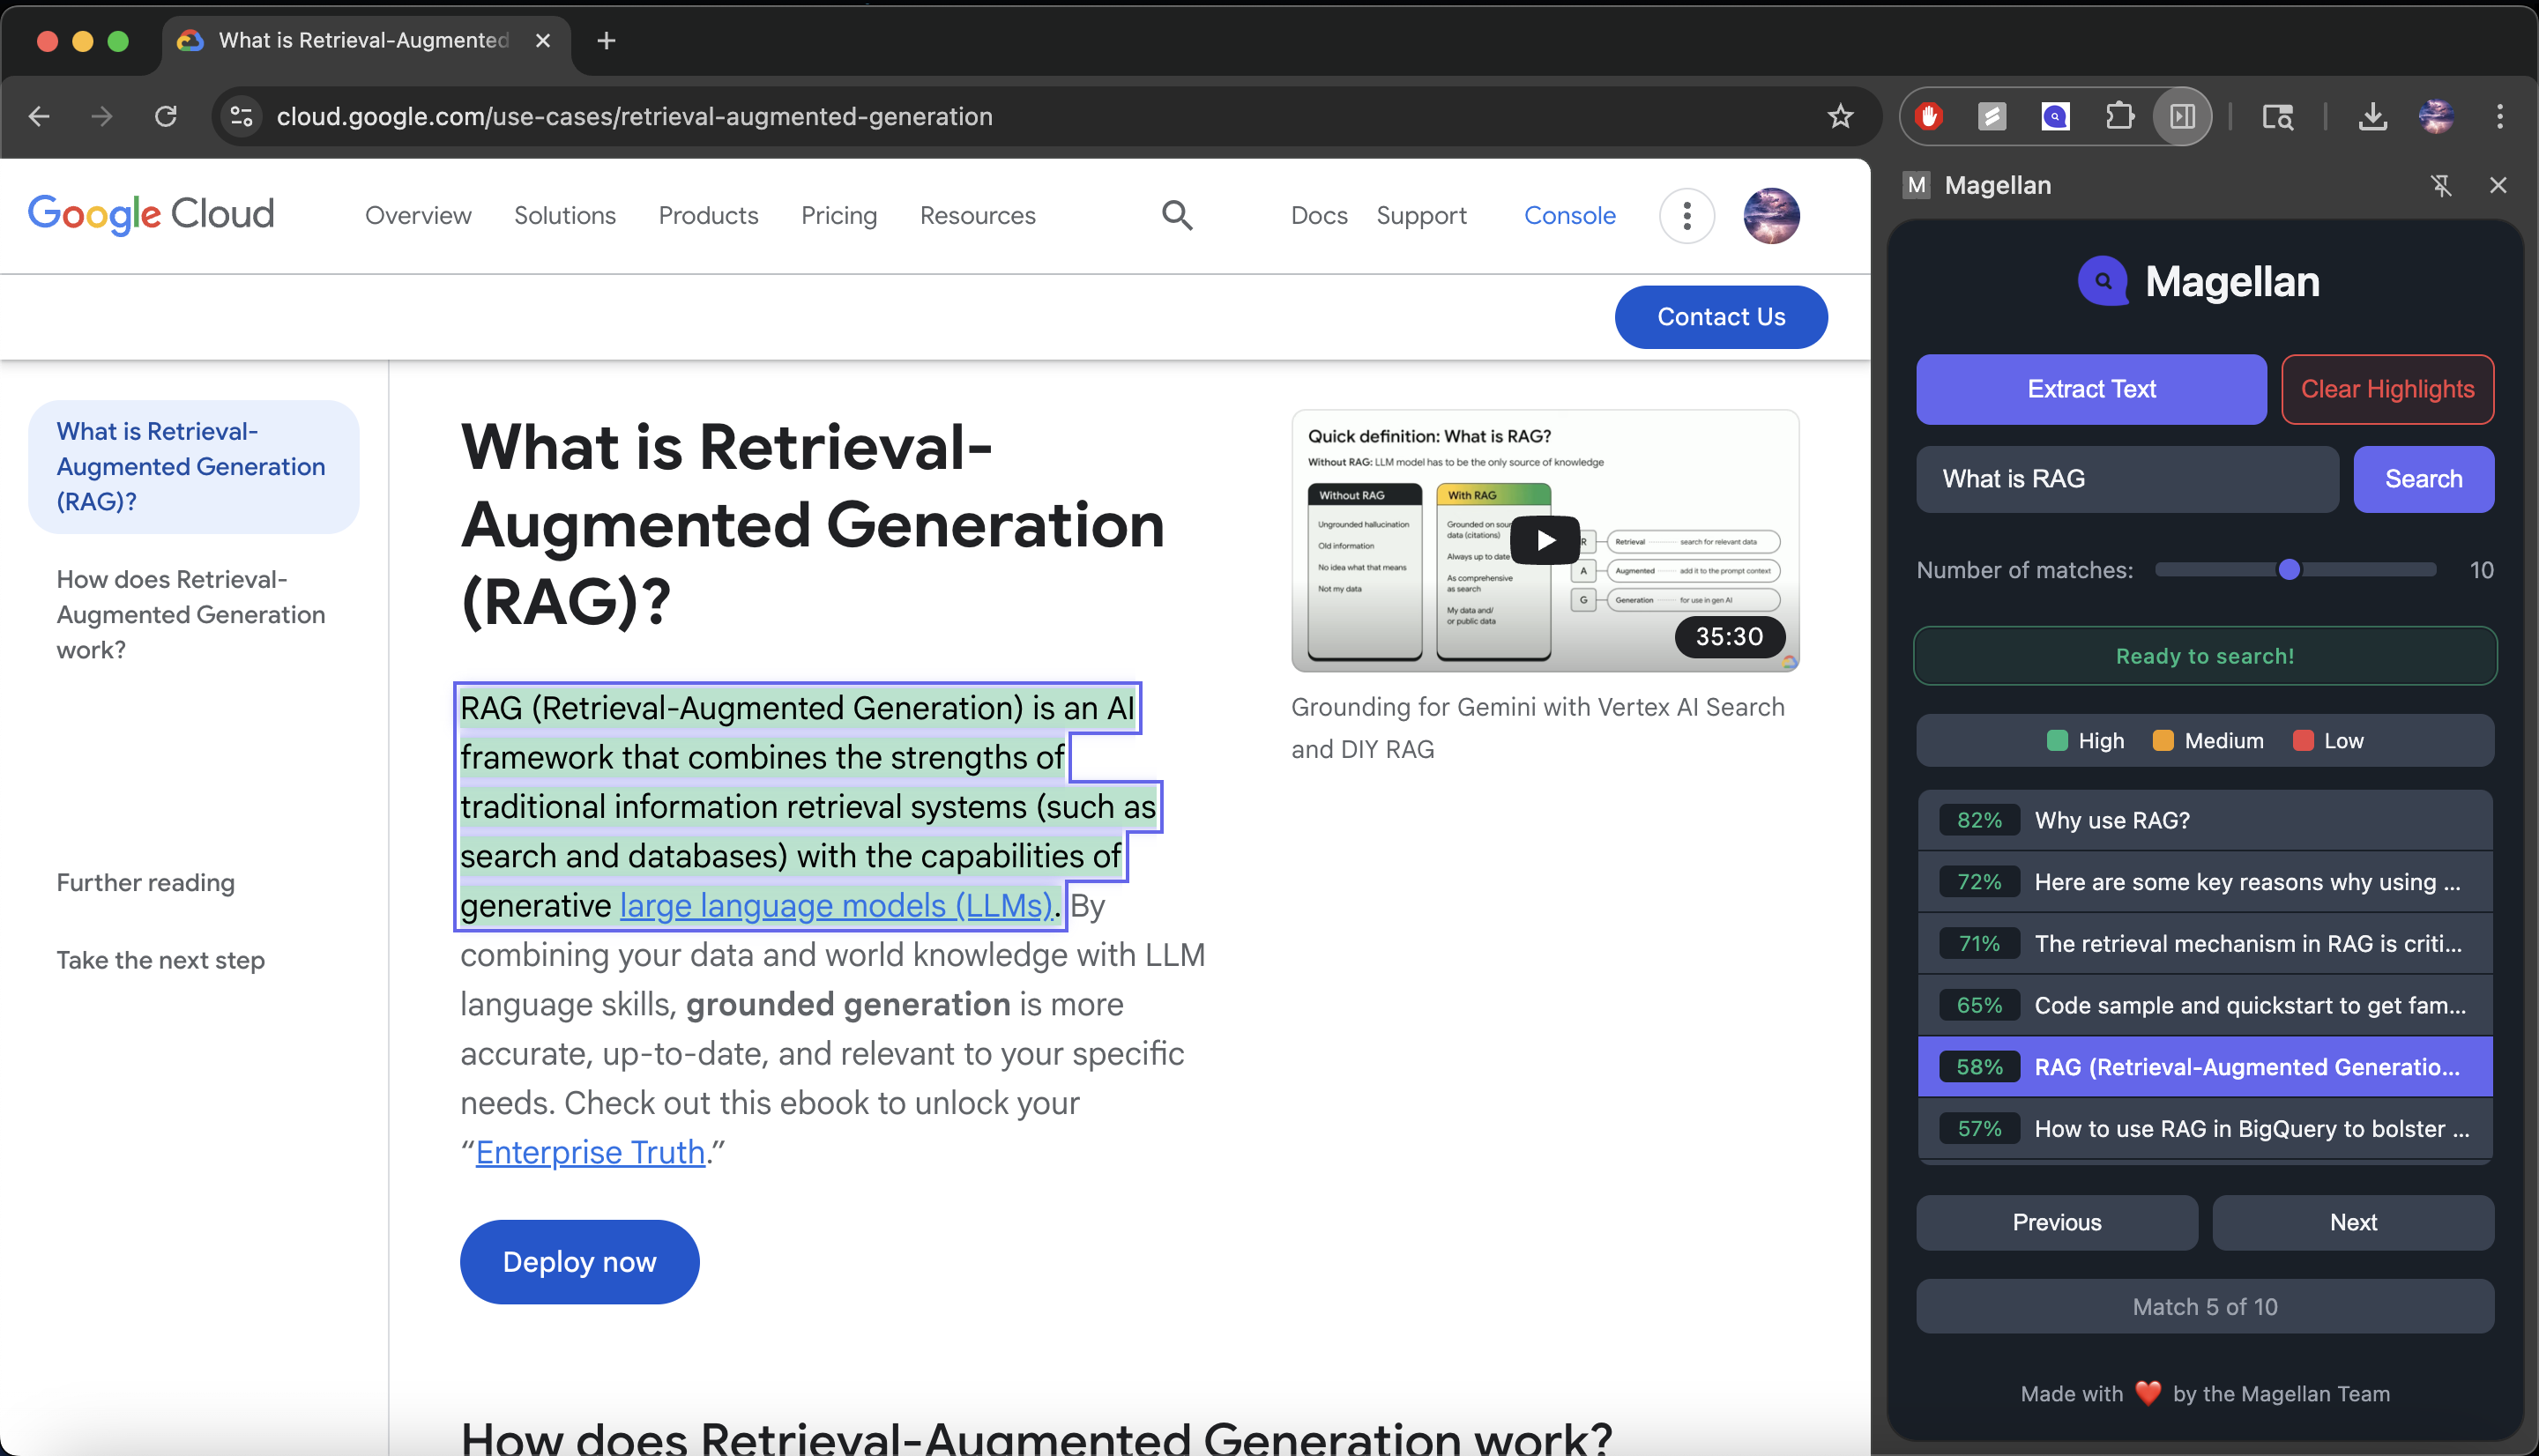 What is Retrieval-Augmented
cloud.google.com/use-cases/retrieval-augmented-generation
M Magellan
Google Cloud
Overview
Solutions
Products
Pricing
Resources
Docs
Support
Console
Contact Us
What is Retrieval-
Augmented Generation
(RAG)?
How does Retrieval-
Augmented Generation
work?
Further reading
Take the next step
What is Retrieval-
Augmented Generation
(RAG)?
RAG (Retrieval-Augmented Generation) is an AI
framework that combines the strengths of
traditional information retrieval systems (such as
search and databases) with the capabilities of
generative large language models (LLMs). By
combining your data and world knowledge with LLM
language skills, grounded generation is more
accurate, up-to-date, and relevant to your specific
needs. Check out this ebook to unlock your
“Enterprise Truth.”
Deploy now
Quick definition: What is RAG?
Without RAG: LLM model has to be the only source of knowledge
Without RAG
Ungrounded hallucination
Old information
No idea what that means
Not my data
With RAG
Grounded on
data (citations)
Always up to date
As comprehensive
as search
My data and/
or public data
R Retrieval search for relevant data
A Augmented add it to the prompt context
G Generation for use in gen AI
35:30
Grounding for Gemini with Vertex AI Search
and DIY RAG
How does Retrieval-Augmented Generation work?
Magellan
Extract Text
Clear Highlights
What is RAG
Search
Number of matches: 10
Ready to search!
High
Medium
Low
82% Why use RAG?
72% Here are some key reasons why using ...
71% The retrieval mechanism in RAG is criti...
65% Code sample and quickstart to get fam...
58% RAG (Retrieval-Augmented Generatio...
57% How to use RAG in BigQuery to bolster ...
Previous
Next
Match 5 of 10
Made with ❤️ by the Magellan Team